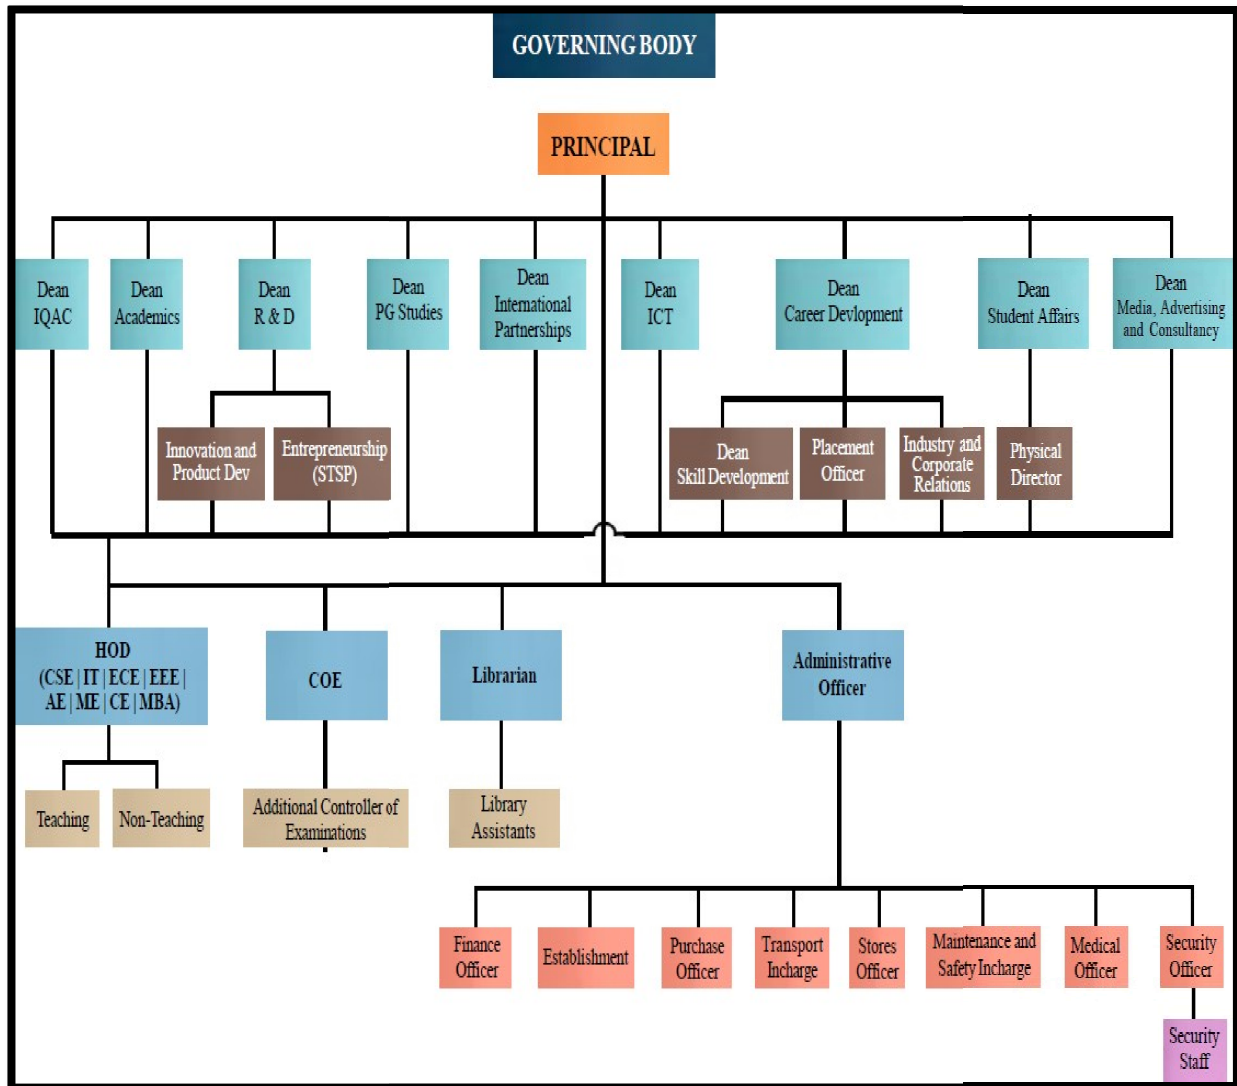 GOVERNING BODY
PRINCIPAL
Dean
IQAC
Dean
Academics
Dean
R & D
Dean
PG Studies
Dean
International
Partnerships
Dean
ICT
Dean
Career Devlopment
Dean
Student Affairs
Dean
Media, Advertising
and Consultancy
Innovation and
Product Dev
Entrepreneurship
(STSP)
Dean
Skill Development
Placement
Officer
Industry and
Corporate
Relations
Physical
Director
HOD
(CSE | IT | ECE | EEE |
AE | ME | CE | MBA)
COE
Librarian
Administrative
Officer
Teaching
Non-Teaching
Additional Controller of
Examinations
Library
Assistants
Finance
Officer
Establishment
Purchase
Officer
Transport
Incharge
Stores
Officer
Maintenance and
Safety Incharge
Medical
Officer
Security
Officer
Security
Staff